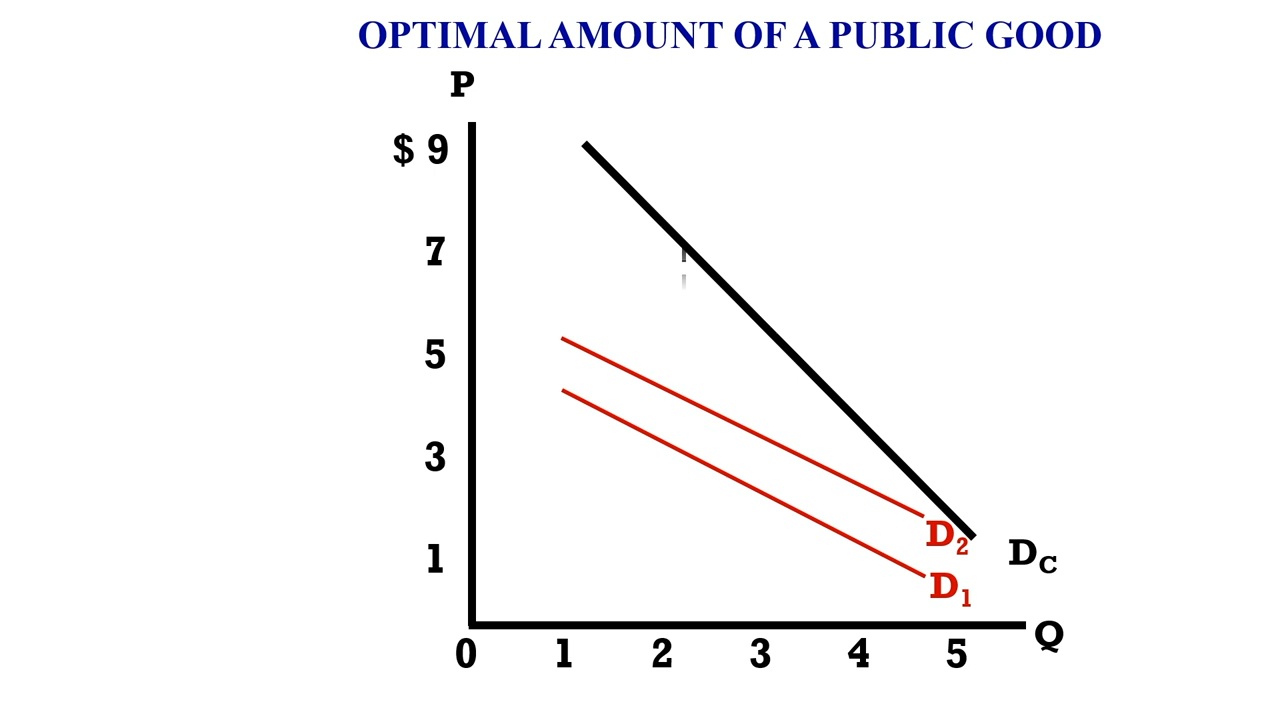 OPTIMAL AMOUNT OF A PUBLIC GOOD
P
$ 9
7
5
3
1
D2
D1
DC
0 1 2 3 4 5
Q